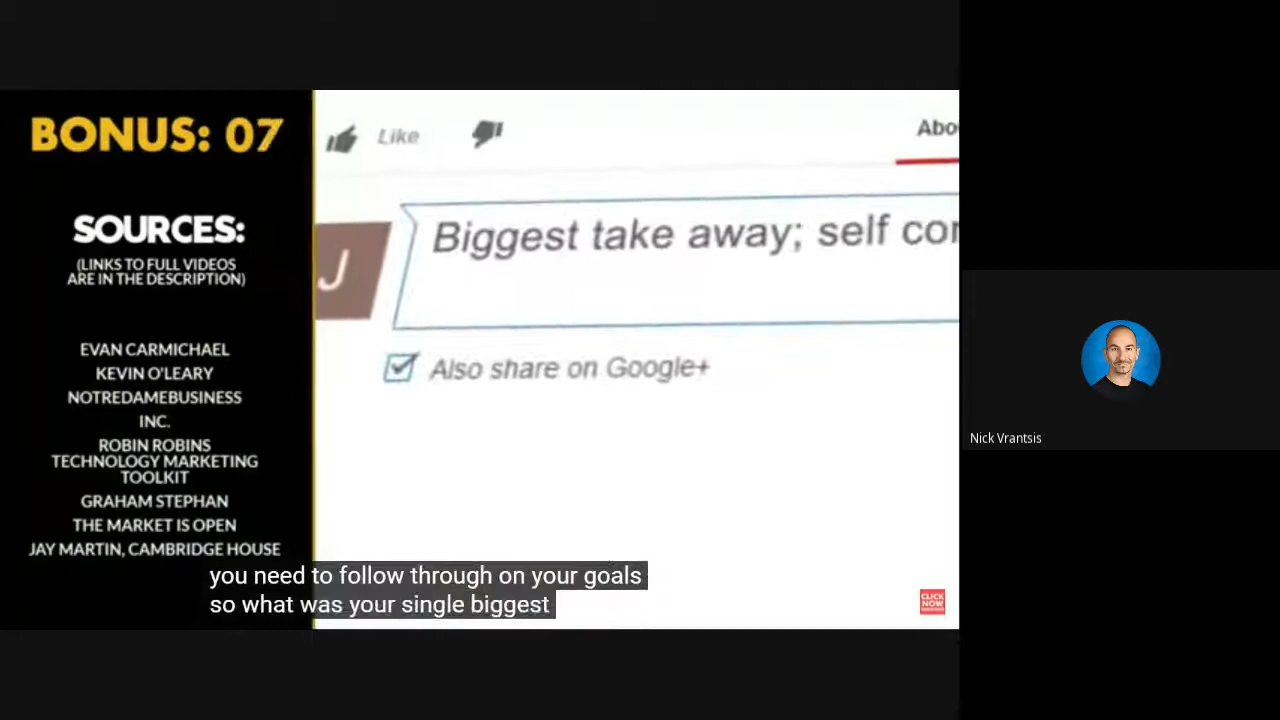 BONUS: 07
SOURCES:
(LINKS TO FULL VIDEOS
ARE IN THE DESCRIPTION)
EVAN CARMICHAEL
KEVIN O'LEARY
NOTREDAMEBUSINESS
INC.
ROBIN ROBINS
TECHNOLOGY MARKETING
TOOLKIT
GRAHAM STEPHAN
THE MARKET IS OPEN
JAY MARTIN, CAMBRIDGE HOUSE
Like
Abo
J
Biggest take away; self cor
Also share on Google+
you need to follow through on your goals
so what was your single biggest
CLICK
NOW
Nick Vrantsis